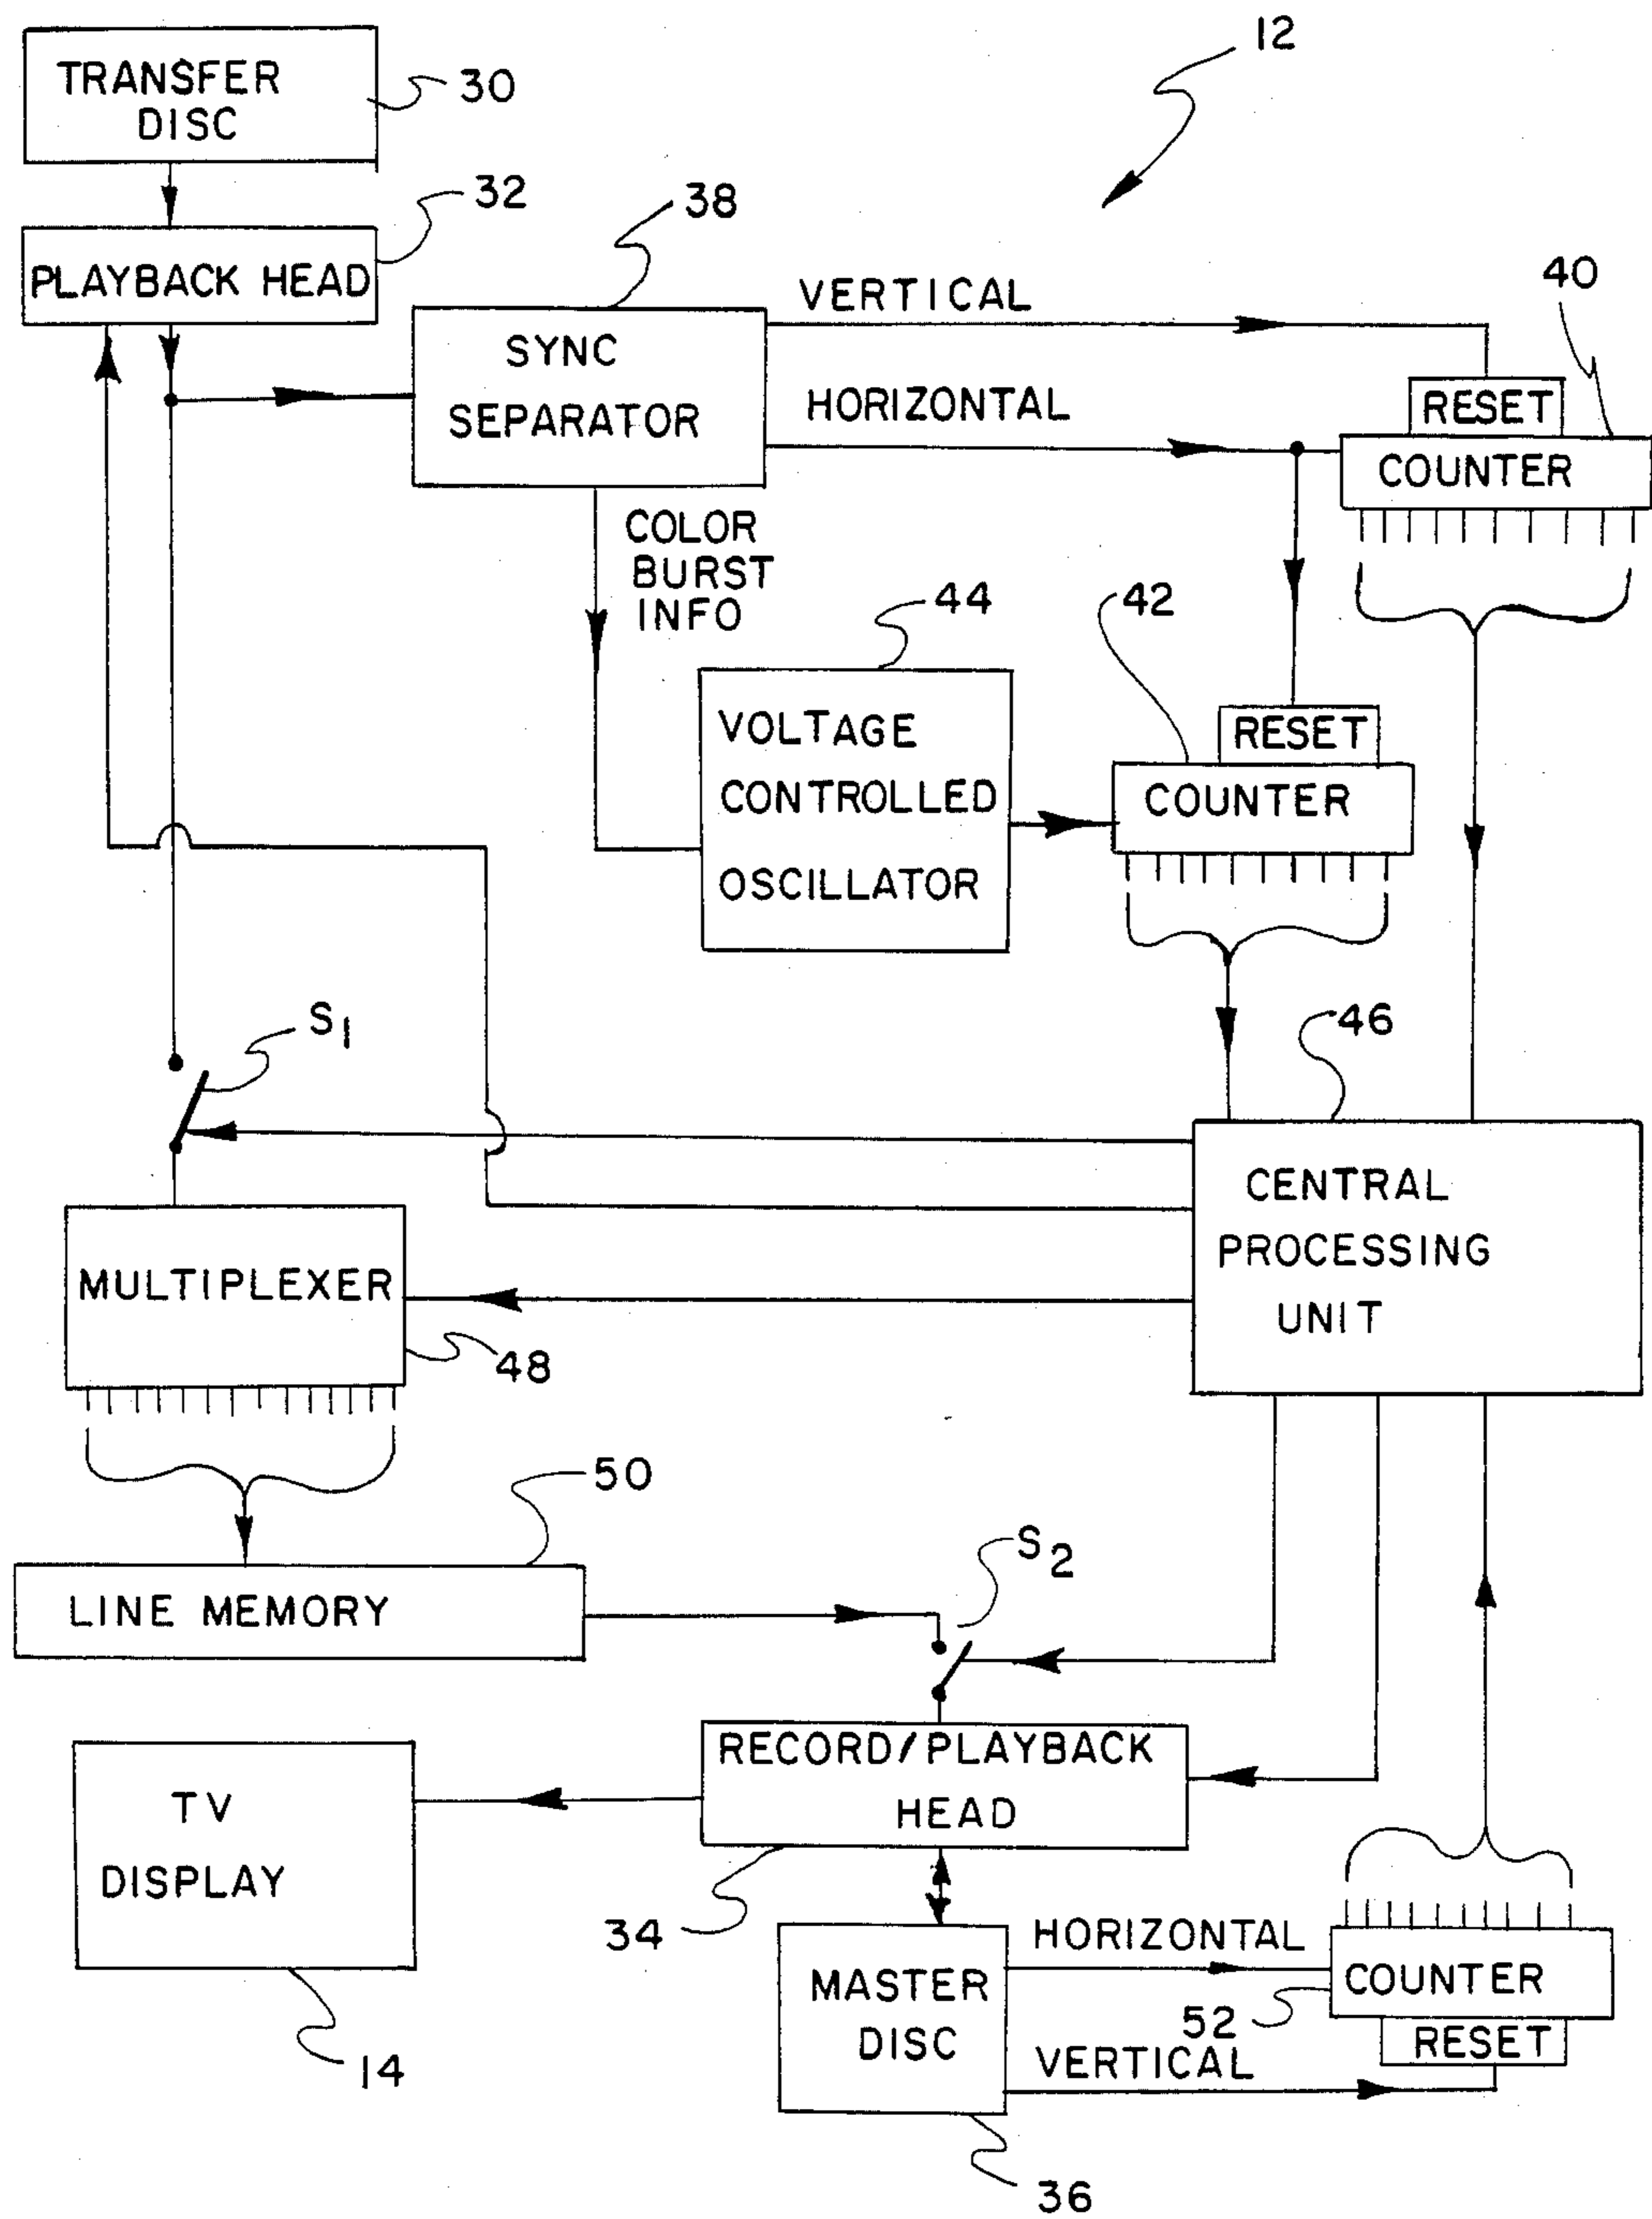 12
TRANSFER
DISC
30
32
PLAYBACK HEAD
38
SYNC
SEPARATOR
VERTICAL
HORIZONTAL
40
RESET
COUNTER
COLOR
BURST
INFO
44
42
VOLTAGE
CONTROLLED
OSCILLATOR
RESET
COUNTER
S1
46
CENTRAL
PROCESSING
UNIT
MULTIPLEXER
48
50
LINE MEMORY
S2
RECORD/PLAYBACK
HEAD
TV
DISPLAY
34
14
MASTER
DISC
HORIZONTAL
COUNTER
52
RESET
VERTICAL
36